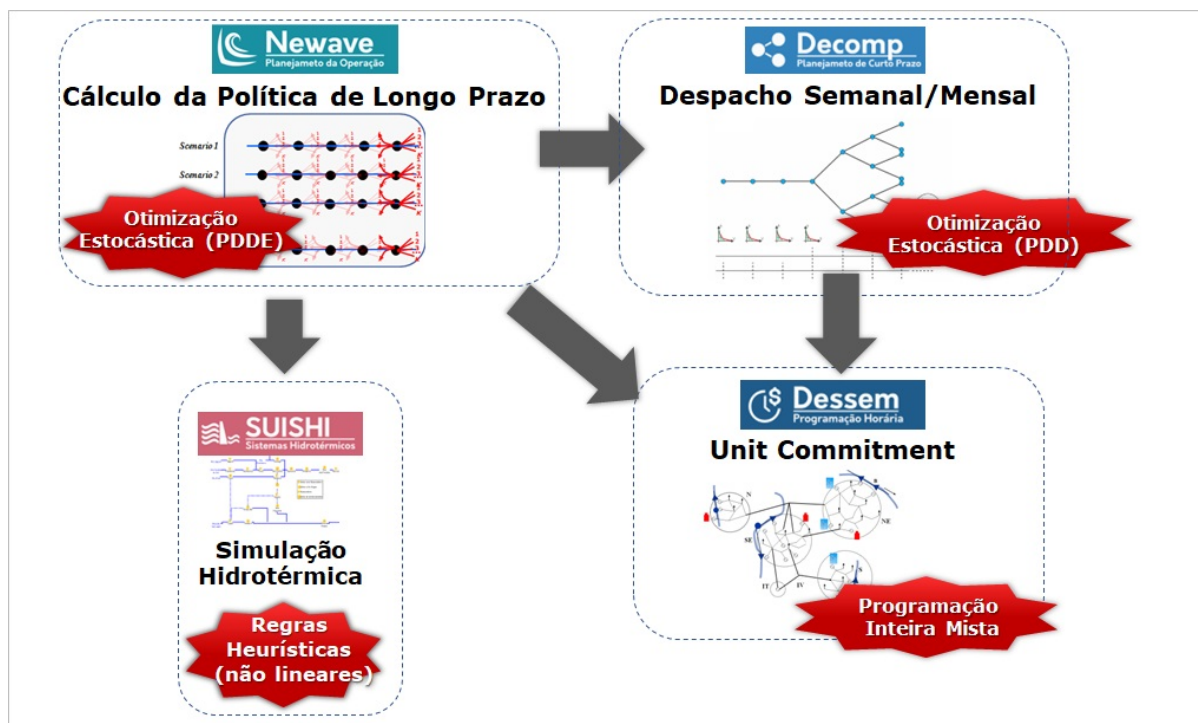 Newave
Planejameto da Operação
Cálculo da Política de Longo Prazo
Scenario 1
Scenario 2
Otimização
Estocástica (PDDE)
Decomp
Planejameto de Curto Prazo
Despacho Semanal/Mensal
Otimização
Estocástica (PDD)
SUISHI
Sistemas Hidrotérmicos
Simulação
Hidrotérmica
Regras
Heurísticas
(não lineares)
Dessem
Programação Horária
Unit Commitment
N
NE
SE
S
IT
IV
Programação
Inteira Mista